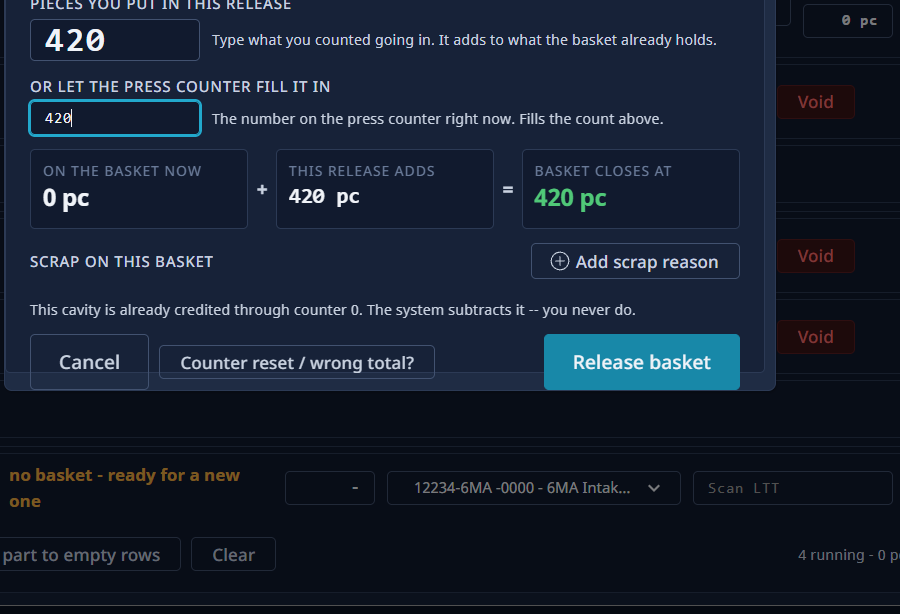 PIECES YOU PUT IN THIS RELEASE
420
Type what you counted going in. It adds to what the basket already holds.
0 pc
OR LET THE PRESS COUNTER FILL IT IN
420
The number on the press counter right now. Fills the count above.
Void
ON THE BASKET NOW
0 pc
+
THIS RELEASE ADDS
420 pc
=
BASKET CLOSES AT
420 pc
SCRAP ON THIS BASKET
Add scrap reason
Void
This cavity is already credited through counter 0. The system subtracts it -- you never do.
Void
Cancel
Counter reset / wrong total?
Release basket
no basket - ready for a new
one
-
12234-6MA -0000 - 6MA Intak...
Scan LTT
part to empty rows
Clear
4 running - 0 p